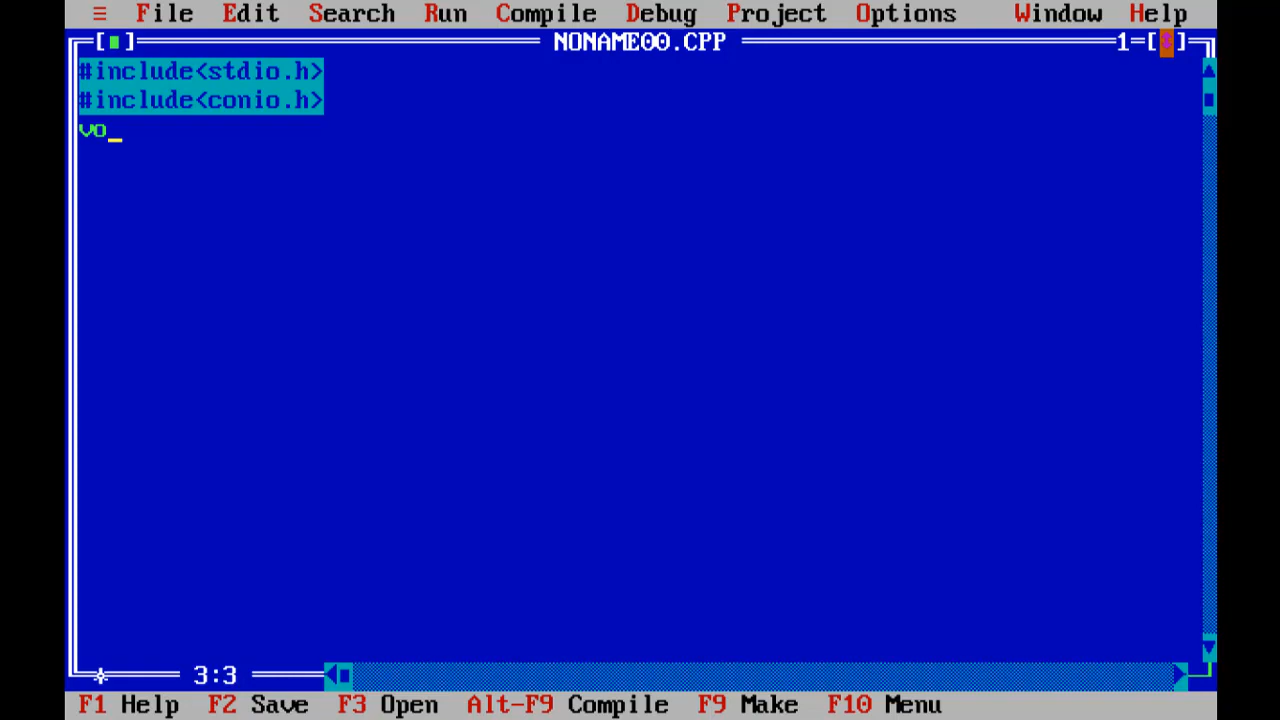 ≡ File Edit Search Run Compile Debug Project Options Window Help
[■] NONAME00.CPP 1=[↕]
#include<stdio.h>
#include<conio.h>
vo_
3:3
F1 Help F2 Save F3 Open Alt-F9 Compile F9 Make F10 Menu